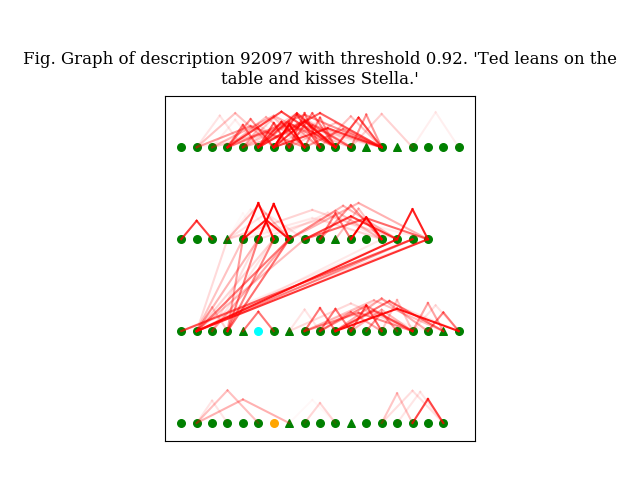 Fig. Graph of description 92097 with threshold 0.92. 'Ted leans on the
table and kisses Stella.'